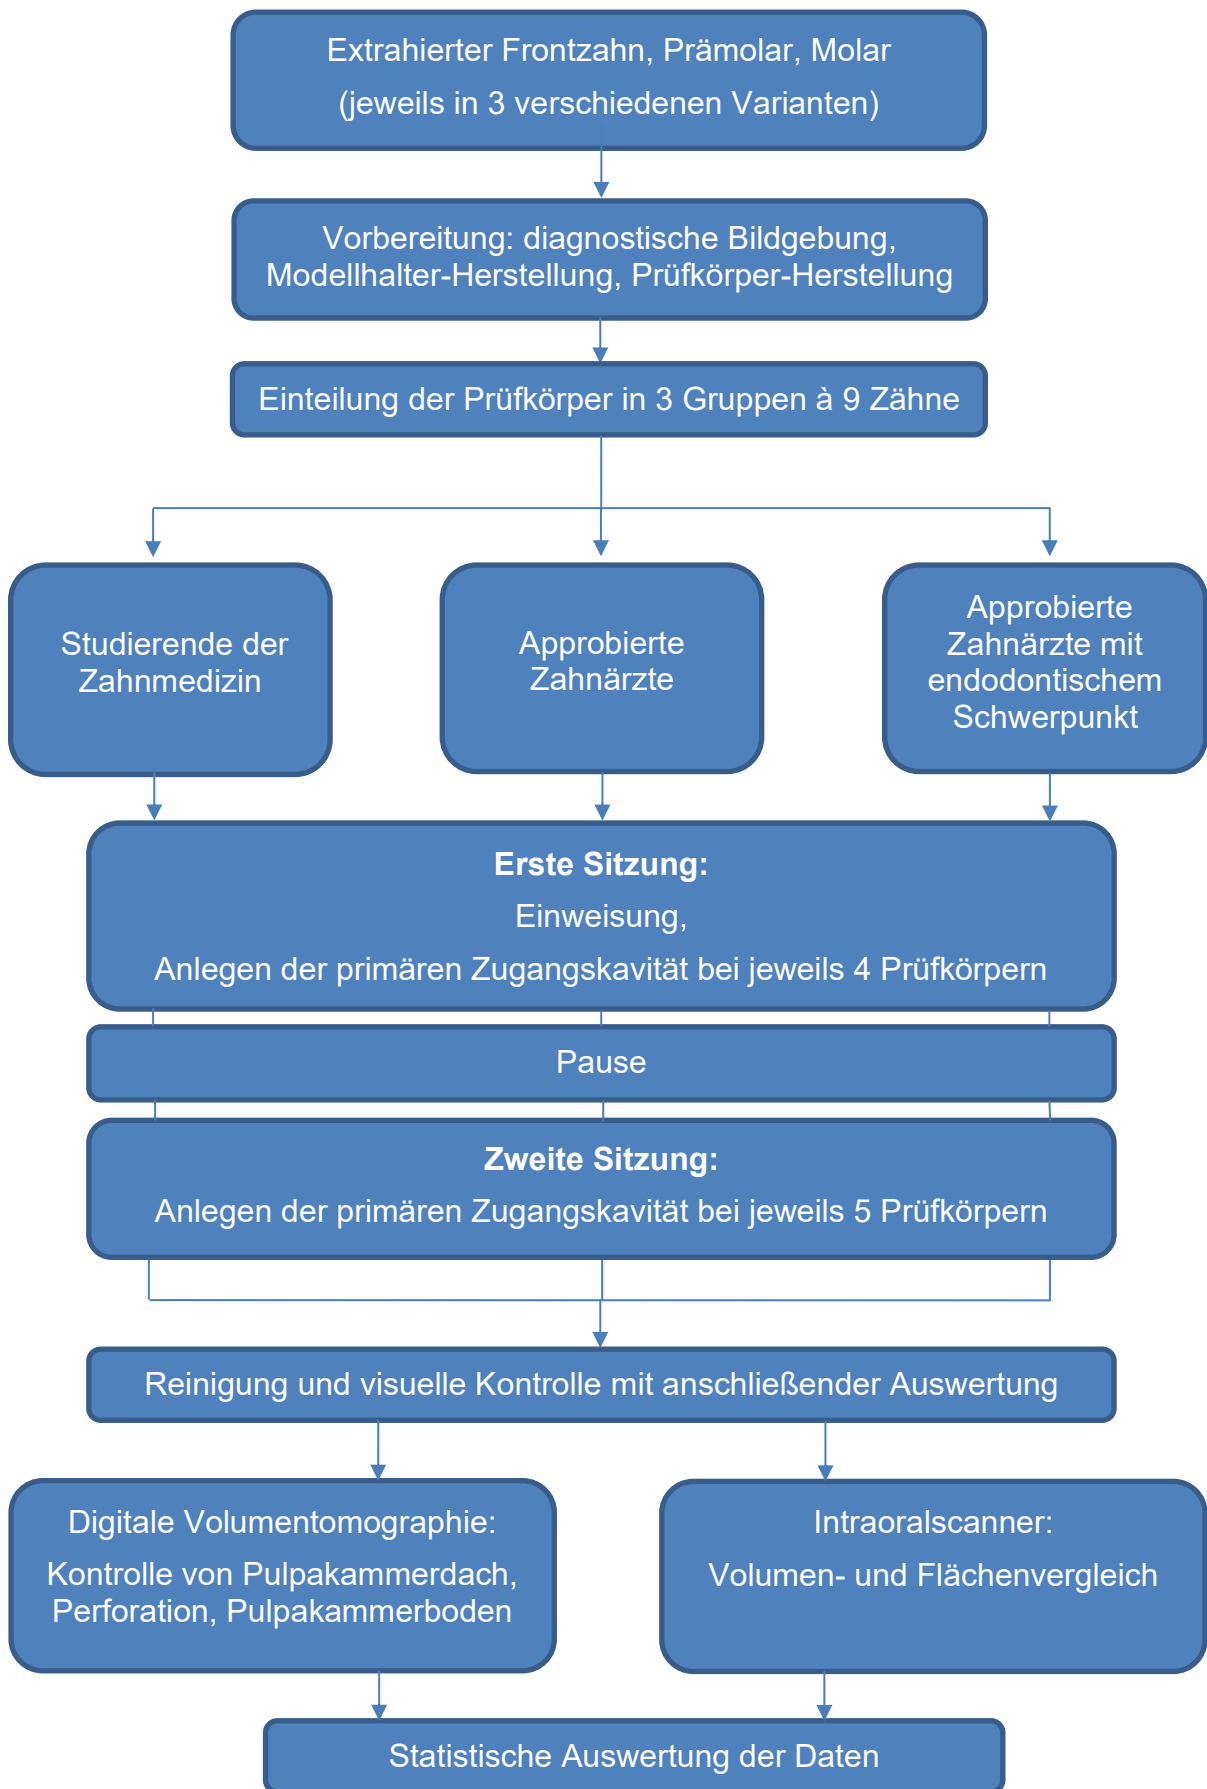 Extrahierter Frontzahn, Prämolar, Molar
(jeweils in 3 verschiedenen Varianten)
Vorbereitung: diagnostische Bildgebung,
Modellhalter-Herstellung, Prüfkörper-Herstellung
Einteilung der Prüfkörper in 3 Gruppen à 9 Zähne
Studierende der
Zahnmedizin
Approbierte
Zahnärzte
Approbierte
Zahnärzte mit
endodontischem
Schwerpunkt
Erste Sitzung:
Einweisung,
Anlegen der primären Zugangskavität bei jeweils 4 Prüfkörpern
Pause
Zweite Sitzung:
Anlegen der primären Zugangskavität bei jeweils 5 Prüfkörpern
Reinigung und visuelle Kontrolle mit anschließender Auswertung
Digitale Volumentomographie:
Kontrolle von Pulpakammerdach,
Perforation, Pulpakammerboden
Intraoralscanner:
Volumen- und Flächenvergleich
Statistische Auswertung der Daten